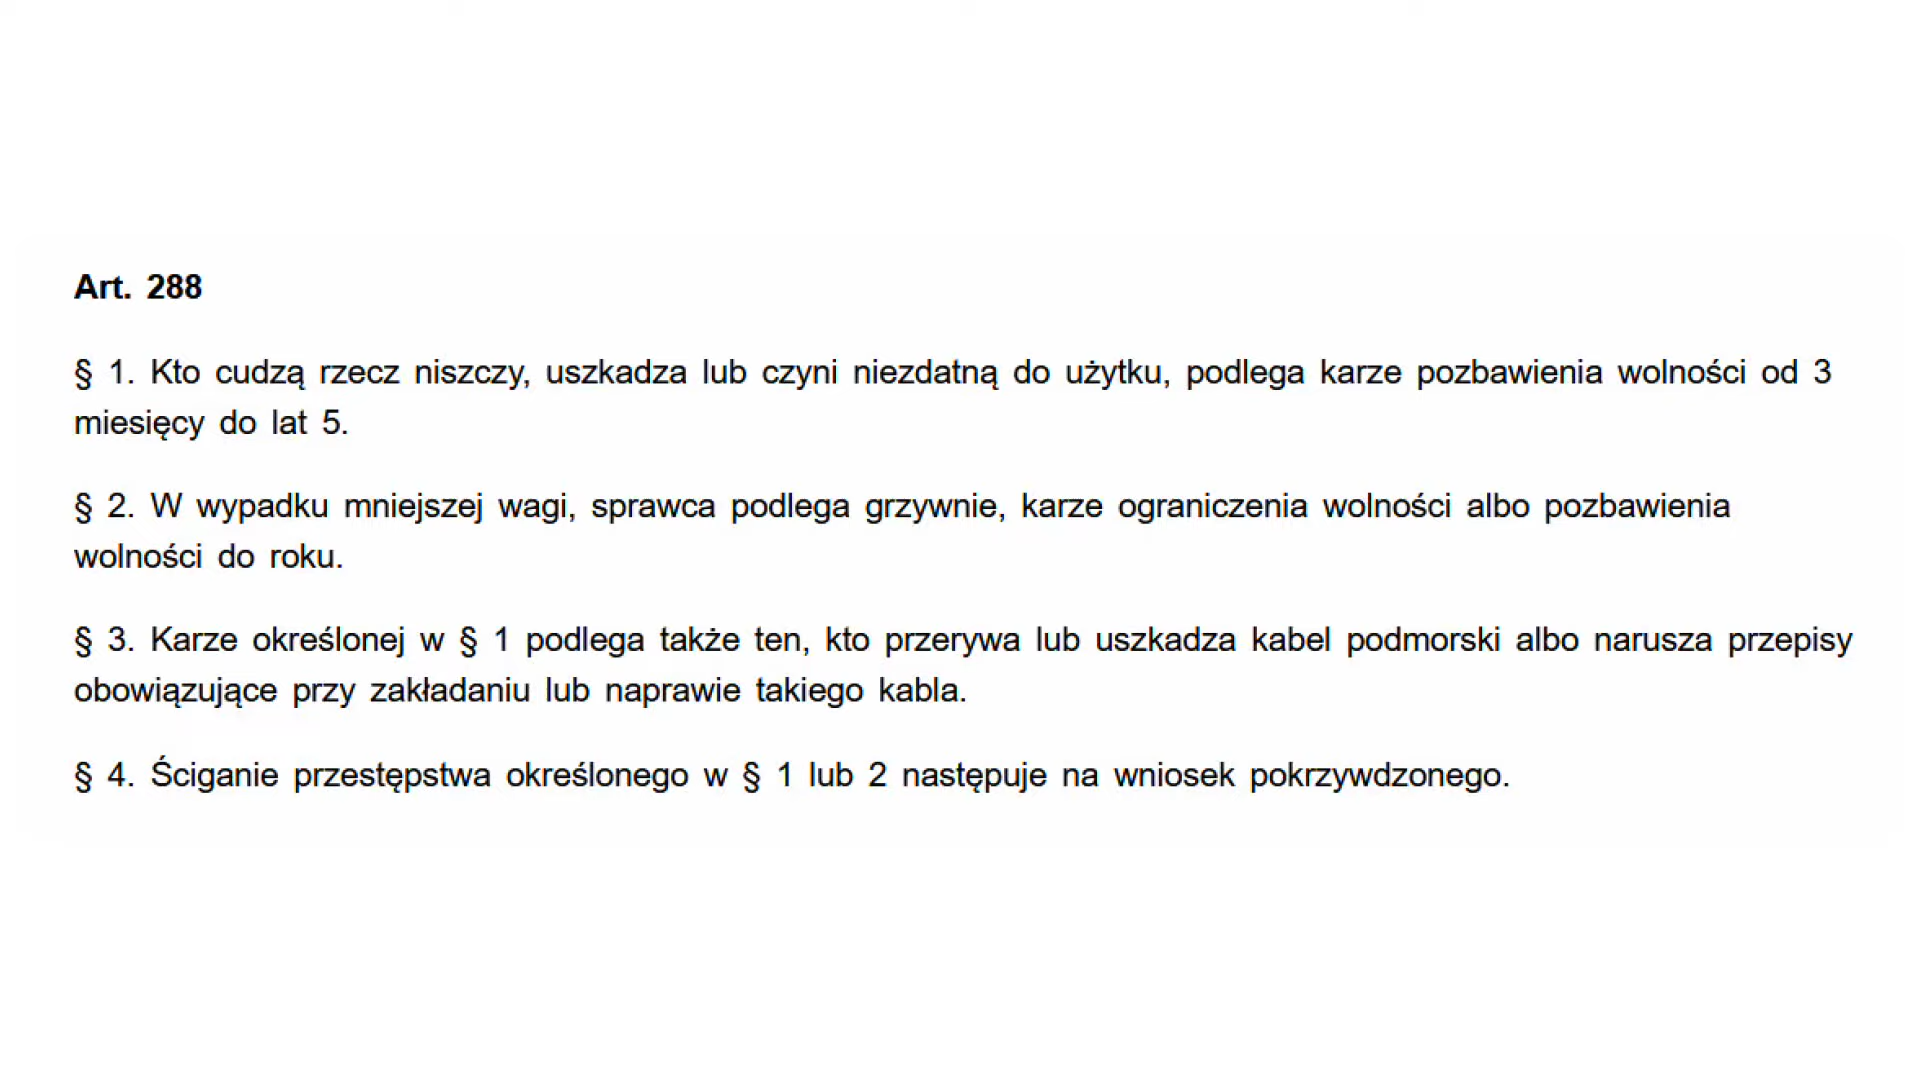 Art. 288
§ 1. Kto cudzą rzecz niszczy, uszkadza lub czyni niezdatną do użytku, podlega karze pozbawienia wolności od 3
miesięcy do lat 5.
§ 2. W wypadku mniejszej wagi, sprawca podlega grzywnie, karze ograniczenia wolności albo pozbawienia
wolności do roku.
§ 3. Karze określonej w § 1 podlega także ten, kto przerywa lub uszkadza kabel podmorski albo narusza przepisy
obowiązujące przy zakładaniu lub naprawie takiego kabla.
§ 4. Ściganie przestępstwa określonego w § 1 lub 2 następuje na wniosek pokrzywdzonego.